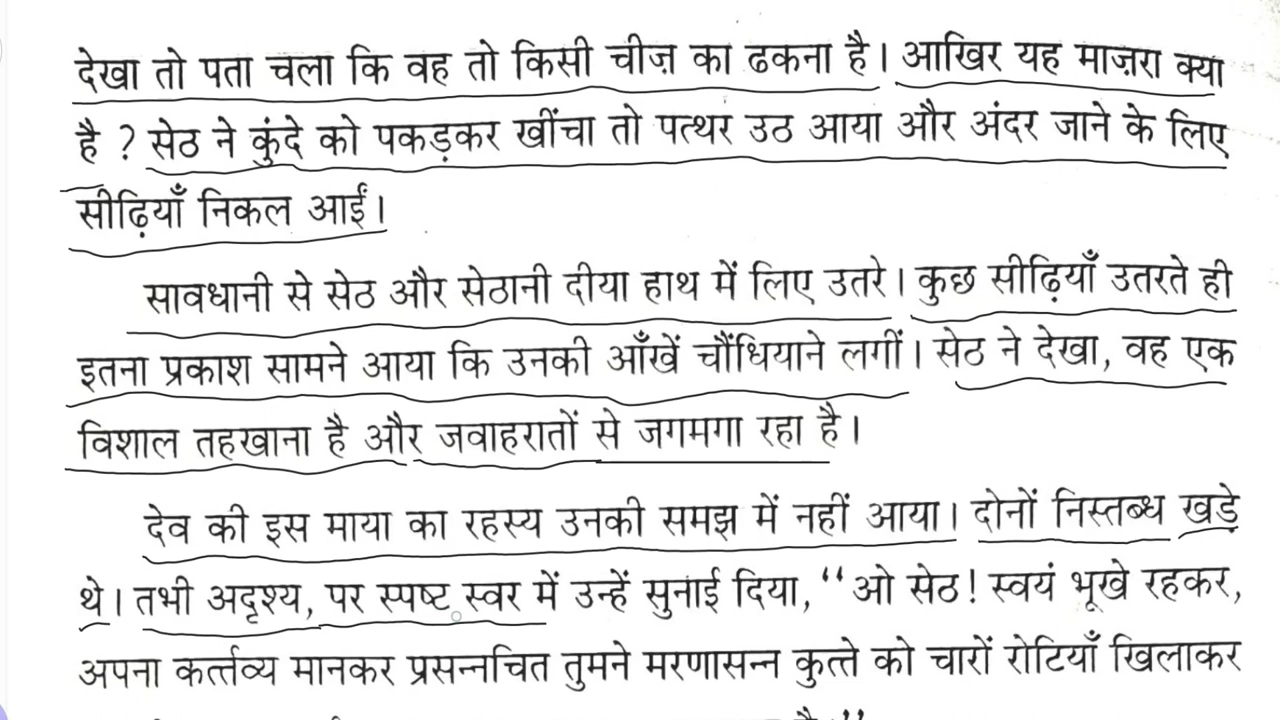 देखा तो पता चला कि वह तो किसी चीज़ का ढकना है। आखिर यह माज़रा क्या
है ? सेठ ने कुंदे को पकड़कर खींचा तो पत्थर उठ आया और अंदर जाने के लिए
सीढ़ियाँ निकल आईं।
सावधानी से सेठ और सेठानी दीया हाथ में लिए उतरे। कुछ सीढ़ियाँ उतरते ही
इतना प्रकाश सामने आया कि उनकी आँखें चौंधियाने लगीं। सेठ ने देखा, वह एक
विशाल तहखाना है और जवाहरातों से जगमगा रहा है।
देव की इस माया का रहस्य उनकी समझ में नहीं आया। दोनों निस्तब्ध खड़े
थे। तभी अदृश्य, पर स्पष्ट स्वर में उन्हें सुनाई दिया, “ओ सेठ! स्वयं भूखे रहकर,
अपना कर्त्तव्य मानकर प्रसन्नचित तुमने मरणासन्न कुत्ते को चारों रोटियाँ खिलाकर